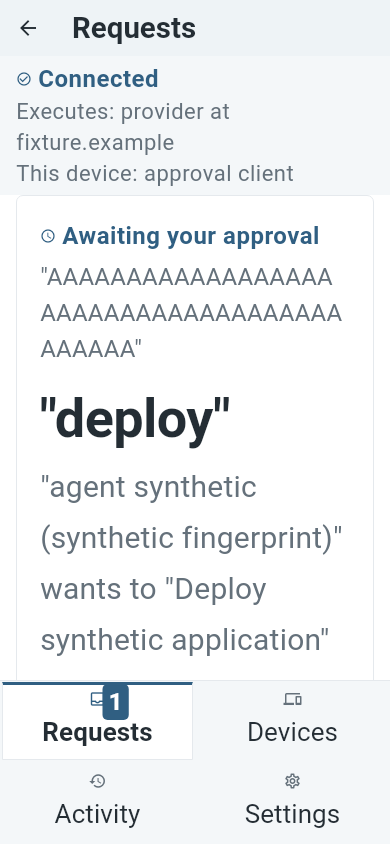 Requests
Connected
Executes: provider at
fixture.example
This device: approval client
Awaiting your approval
"AAAAAAAAAAAAAAAAAA
AAAAAAAAAAAAAAAAAAA
AAAAAA"
"deploy"
"agent synthetic
(synthetic fingerprint)"
wants to "Deploy
synthetic application"
1
Requests
Devices
Activity
Settings